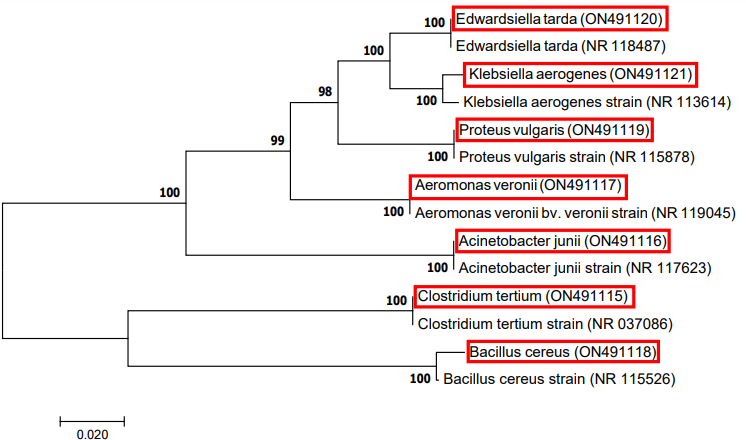 100
Edwardsiella tarda (ON491120)
Edwardsiella tarda (NR 118487)
100
Klebsiella aerogenes (ON491121)
100
Klebsiella aerogenes strain (NR 113614)
98
Proteus vulgaris (ON491119)
100
Proteus vulgaris strain (NR 115878)
99
Aeromonas veronii (ON491117)
100
Aeromonas veronii bv. veronii strain (NR 119045)
100
Acinetobacter junii (ON491116)
100
Acinetobacter junii strain (NR 117623)
100
Clostridium tertium (ON491115)
Clostridium tertium strain (NR 037086)
Bacillus cereus (ON491118)
100
Bacillus cereus strain (NR 115526)
0.020